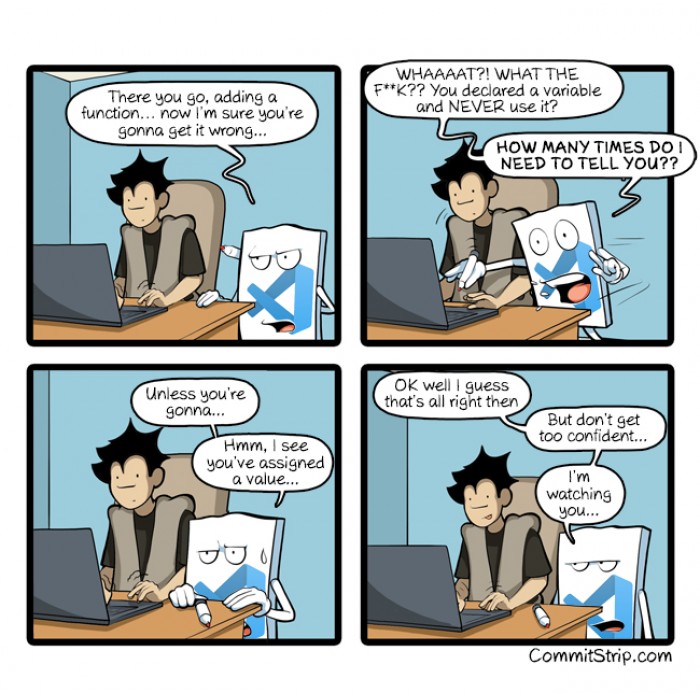 There you go, adding a
function... now I'm sure you're
gonna get it wrong...
WHAAAAT?! WHAT THE
F**K?? You declared a variable
and NEVER use it?
HOW MANY TIMES DO I
NEED TO TELL YOU??
Unless you're
gonna...
Hmm, I see
you've assigned
a value...
OK well I guess
that's all right then
But don't get
too confident...
I'm
watching
you...
CommitStrip.com